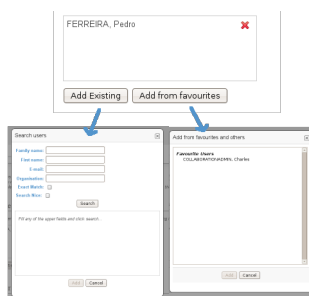 FERREIRA, Pedro
Add Existing
Add from favourites
Search users
Family name:
First name:
E-mail:
Organisation:
Exact Match:
Search Nice:
Search
Fill any of the upper fields and click search
Add
Cancel
Add from favourites and others
Favourite Users
COLLABORATIONADMIN, Charles
Add
Cancel